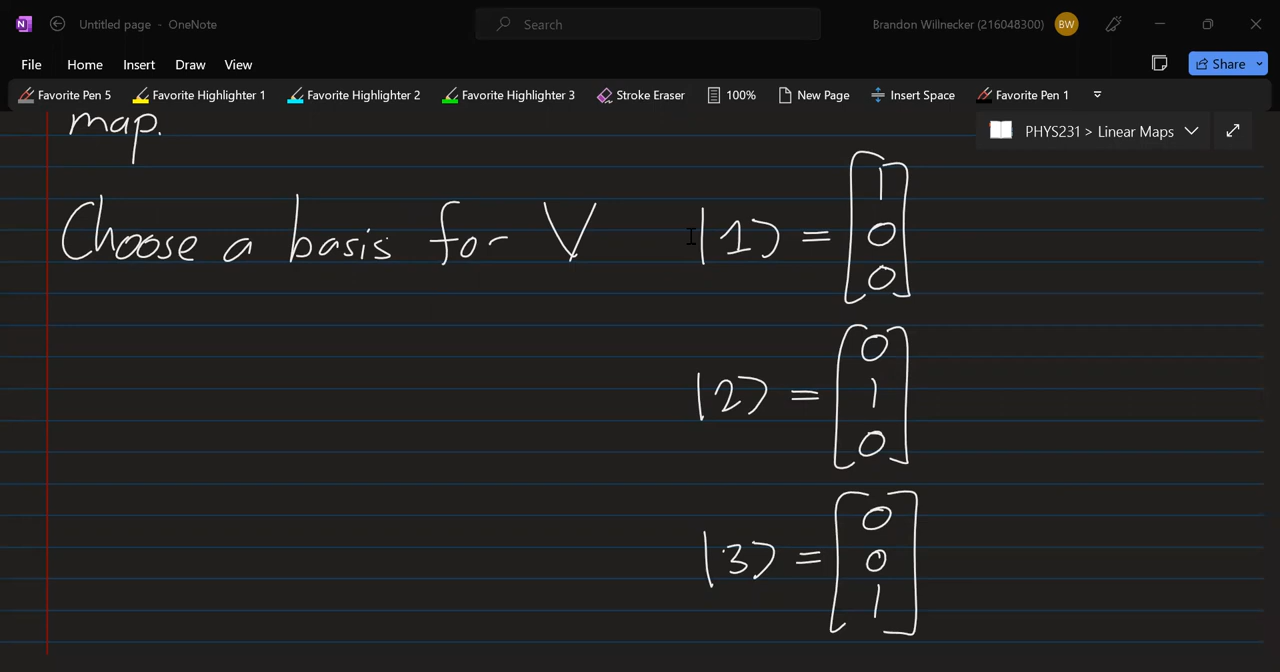 Untitled page - OneNote
Search
Brandon Willnecker (216048300)
BW
File Home Insert Draw View
Share
Favorite Pen 5 Favorite Highlighter 1 Favorite Highlighter 2 Favorite Highlighter 3 Stroke Eraser 100% New Page Insert Space Favorite Pen 1
PHYS231 > Linear Maps
map.
Choose a basis for V |1⟩ = [1 0 0]
|2⟩ = [0 1 0]
|3⟩ = [0 0 1]